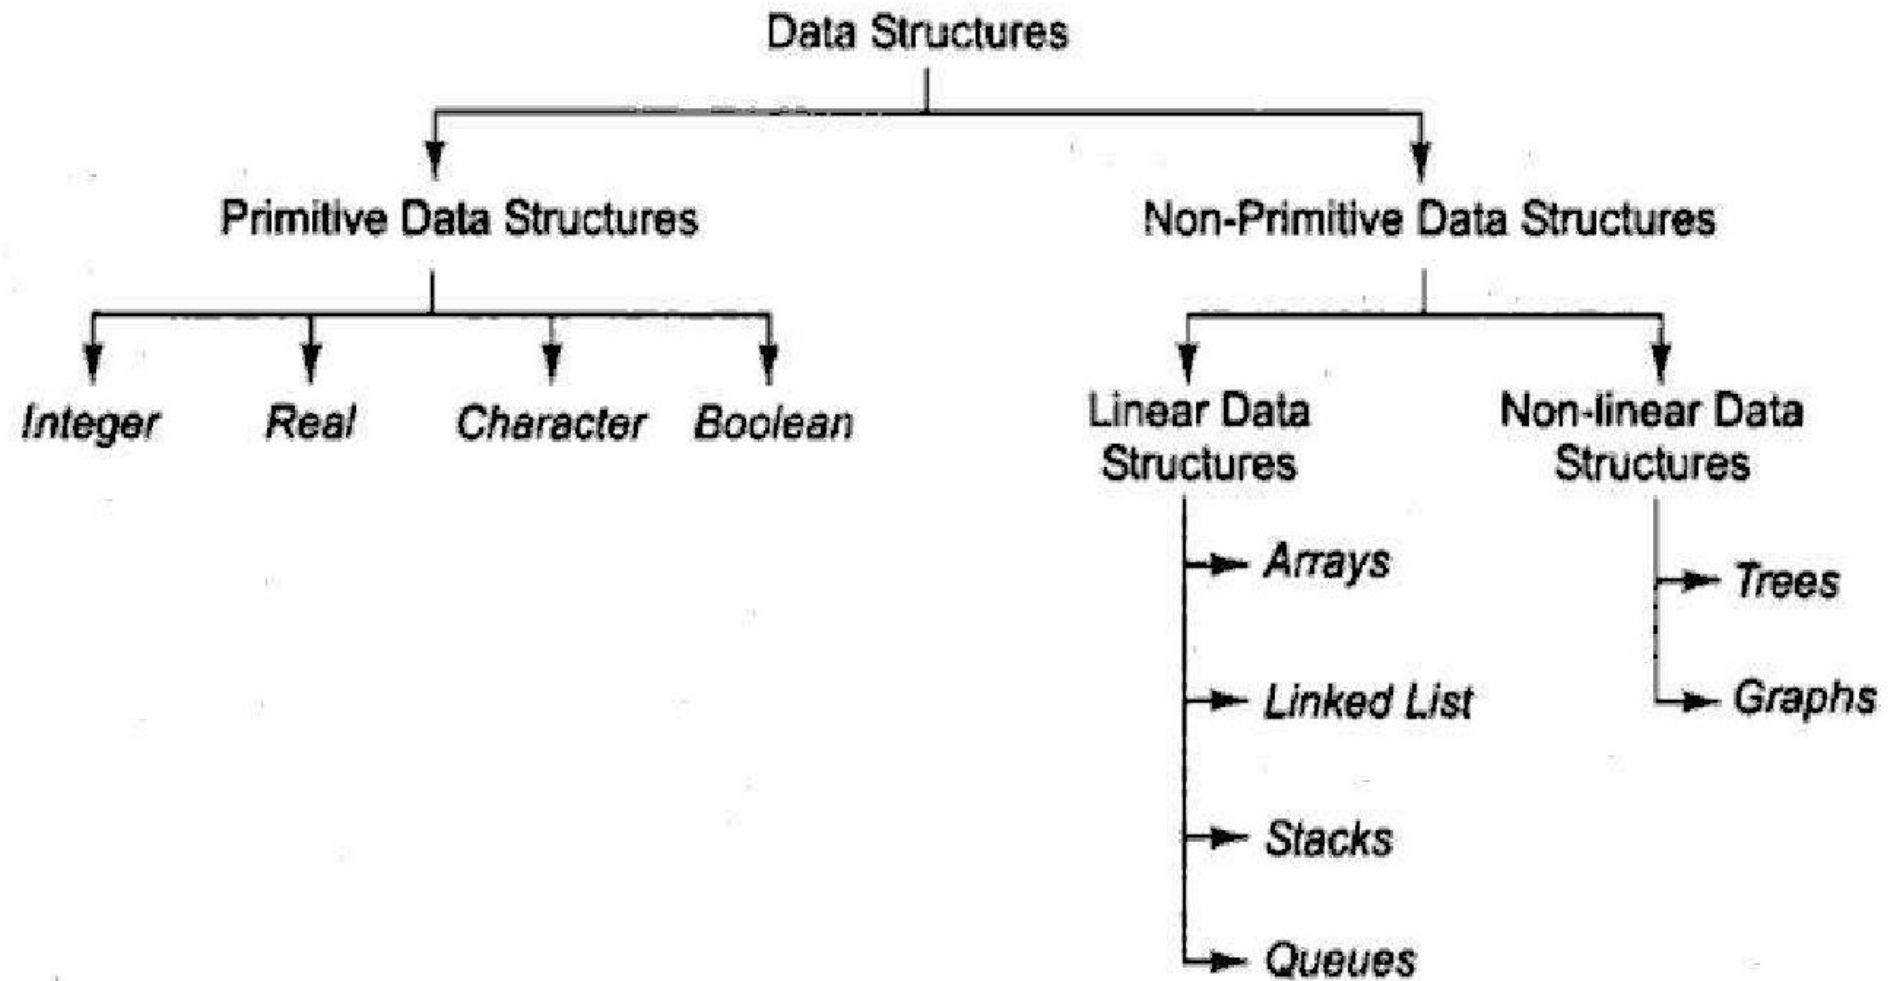 Data Structures
Primitive Data Structures
Non-Primitive Data Structures
Integer
Real
Character
Boolean
Linear Data
Structures
Non-linear Data
Structures
Arrays
Linked List
Stacks
Queues
Trees
Graphs